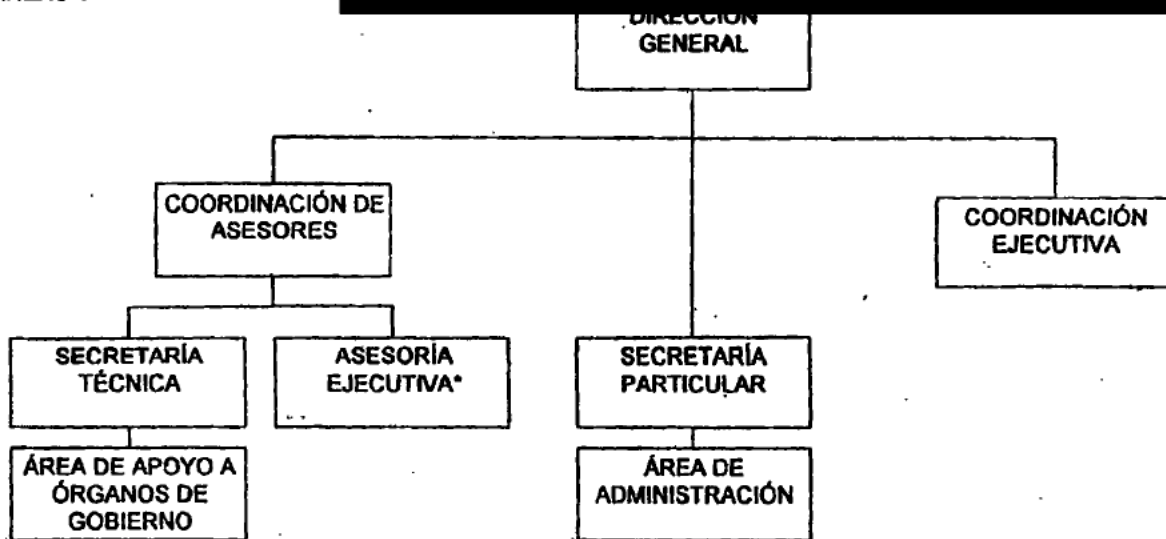 DIRECCIÓN
GENERAL
COORDINACIÓN DE
ASESORES
COORDINACIÓN
EJECUTIVA
SECRETARÍA
TÉCNICA
ASESORÍA
EJECUTIVA*
SECRETARÍA
PARTICULAR
ÁREA DE APOYO A
ÓRGANOS DE
GOBIERNO
ÁREA DE
ADMINISTRACIÓN